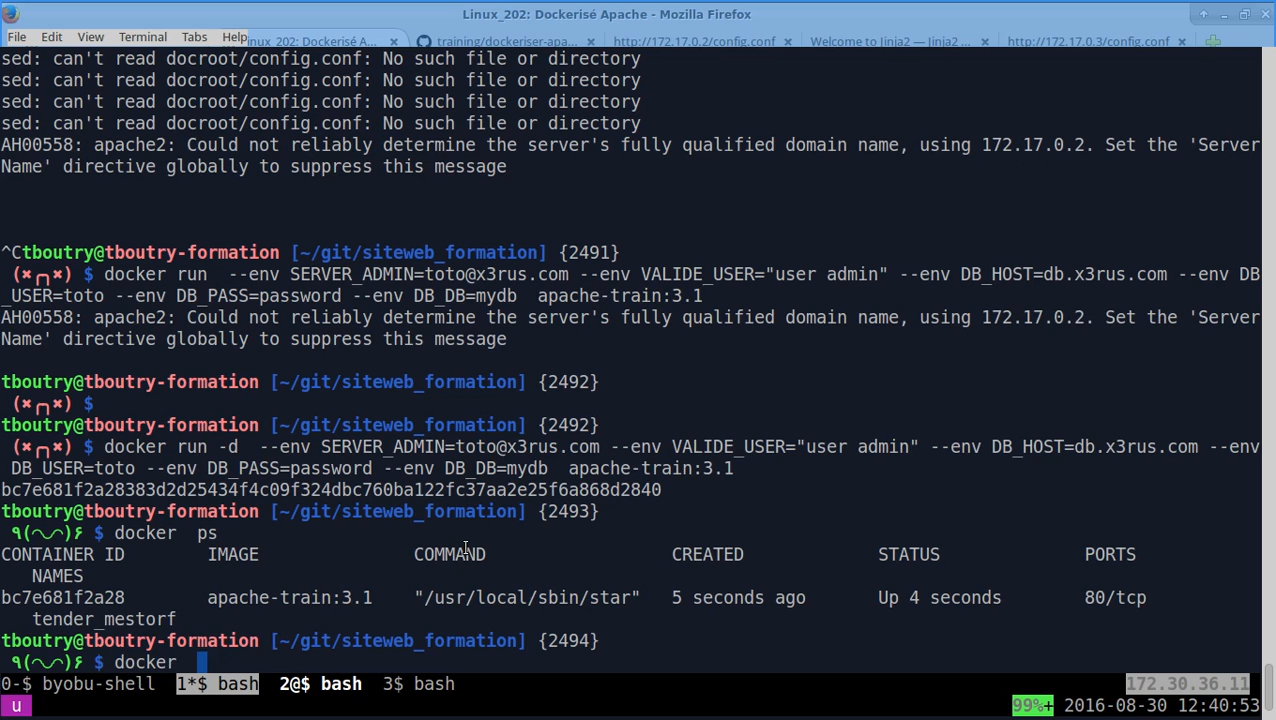 Linux_202: Dockerisé Apache - Mozilla Firefox
File Edit View Terminal Tabs Help
inux_202: Dockerisé A... training/dockeriser-apa... http://172.17.0.2/config.conf Welcome to Jinja2 — Jinja2 ... http://172.17.0.3/config.conf
sed: can't read docroot/config.conf: No such file or directory
sed: can't read docroot/config.conf: No such file or directory
sed: can't read docroot/config.conf: No such file or directory
sed: can't read docroot/config.conf: No such file or directory
AH00558: apache2: Could not reliably determine the server's fully qualified domain name, using 172.17.0.2. Set the 'Server
Name' directive globally to suppress this message
^Ctboutry@tboutry-formation [~/git/siteweb_formation] {2491}
(✖╭╮✖) $ docker run  --env SERVER_ADMIN=toto@x3rus.com --env VALIDE_USER="user admin" --env DB_HOST=db.x3rus.com --env DB
_USER=toto --env DB_PASS=password --env DB_DB=mydb  apache-train:3.1
AH00558: apache2: Could not reliably determine the server's fully qualified domain name, using 172.17.0.2. Set the 'Server
Name' directive globally to suppress this message
tboutry@tboutry-formation [~/git/siteweb_formation] {2492}
(✖╭╮✖) $
tboutry@tboutry-formation [~/git/siteweb_formation] {2492}
(✖╭╮✖) $ docker run -d  --env SERVER_ADMIN=toto@x3rus.com --env VALIDE_USER="user admin" --env DB_HOST=db.x3rus.com --env
DB_USER=toto --env DB_PASS=password --env DB_DB=mydb  apache-train:3.1
bc7e681f2a28383d2d25434f4c09f324dbc760ba122fc37aa2e25f6a868d2840
tboutry@tboutry-formation [~/git/siteweb_formation] {2493}
٩(◠◡◠)۶ $ docker  ps
CONTAINER ID        IMAGE               COMMAND                  CREATED             STATUS              PORTS
NAMES
bc7e681f2a28        apache-train:3.1    "/usr/local/sbin/star"   5 seconds ago       Up 4 seconds        80/tcp
tender_mestorf
tboutry@tboutry-formation [~/git/siteweb_formation] {2494}
٩(◠◡◠)۶ $ docker
0-$ byobu-shell  1*$ bash  2@$ bash  3$ bash 172.30.36.11
u 99%+ 2016-08-30 12:40:53